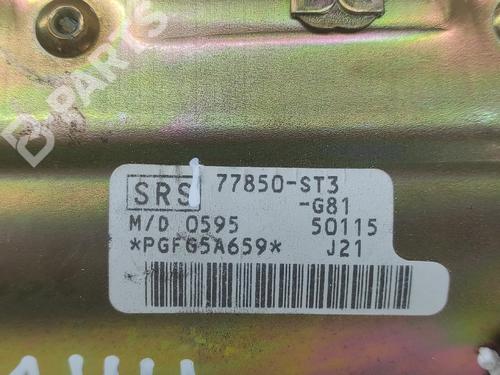 B-PARTS
SRS 77850-ST3
-G81
M/D 0595 50115
*PGFG5A659* J21